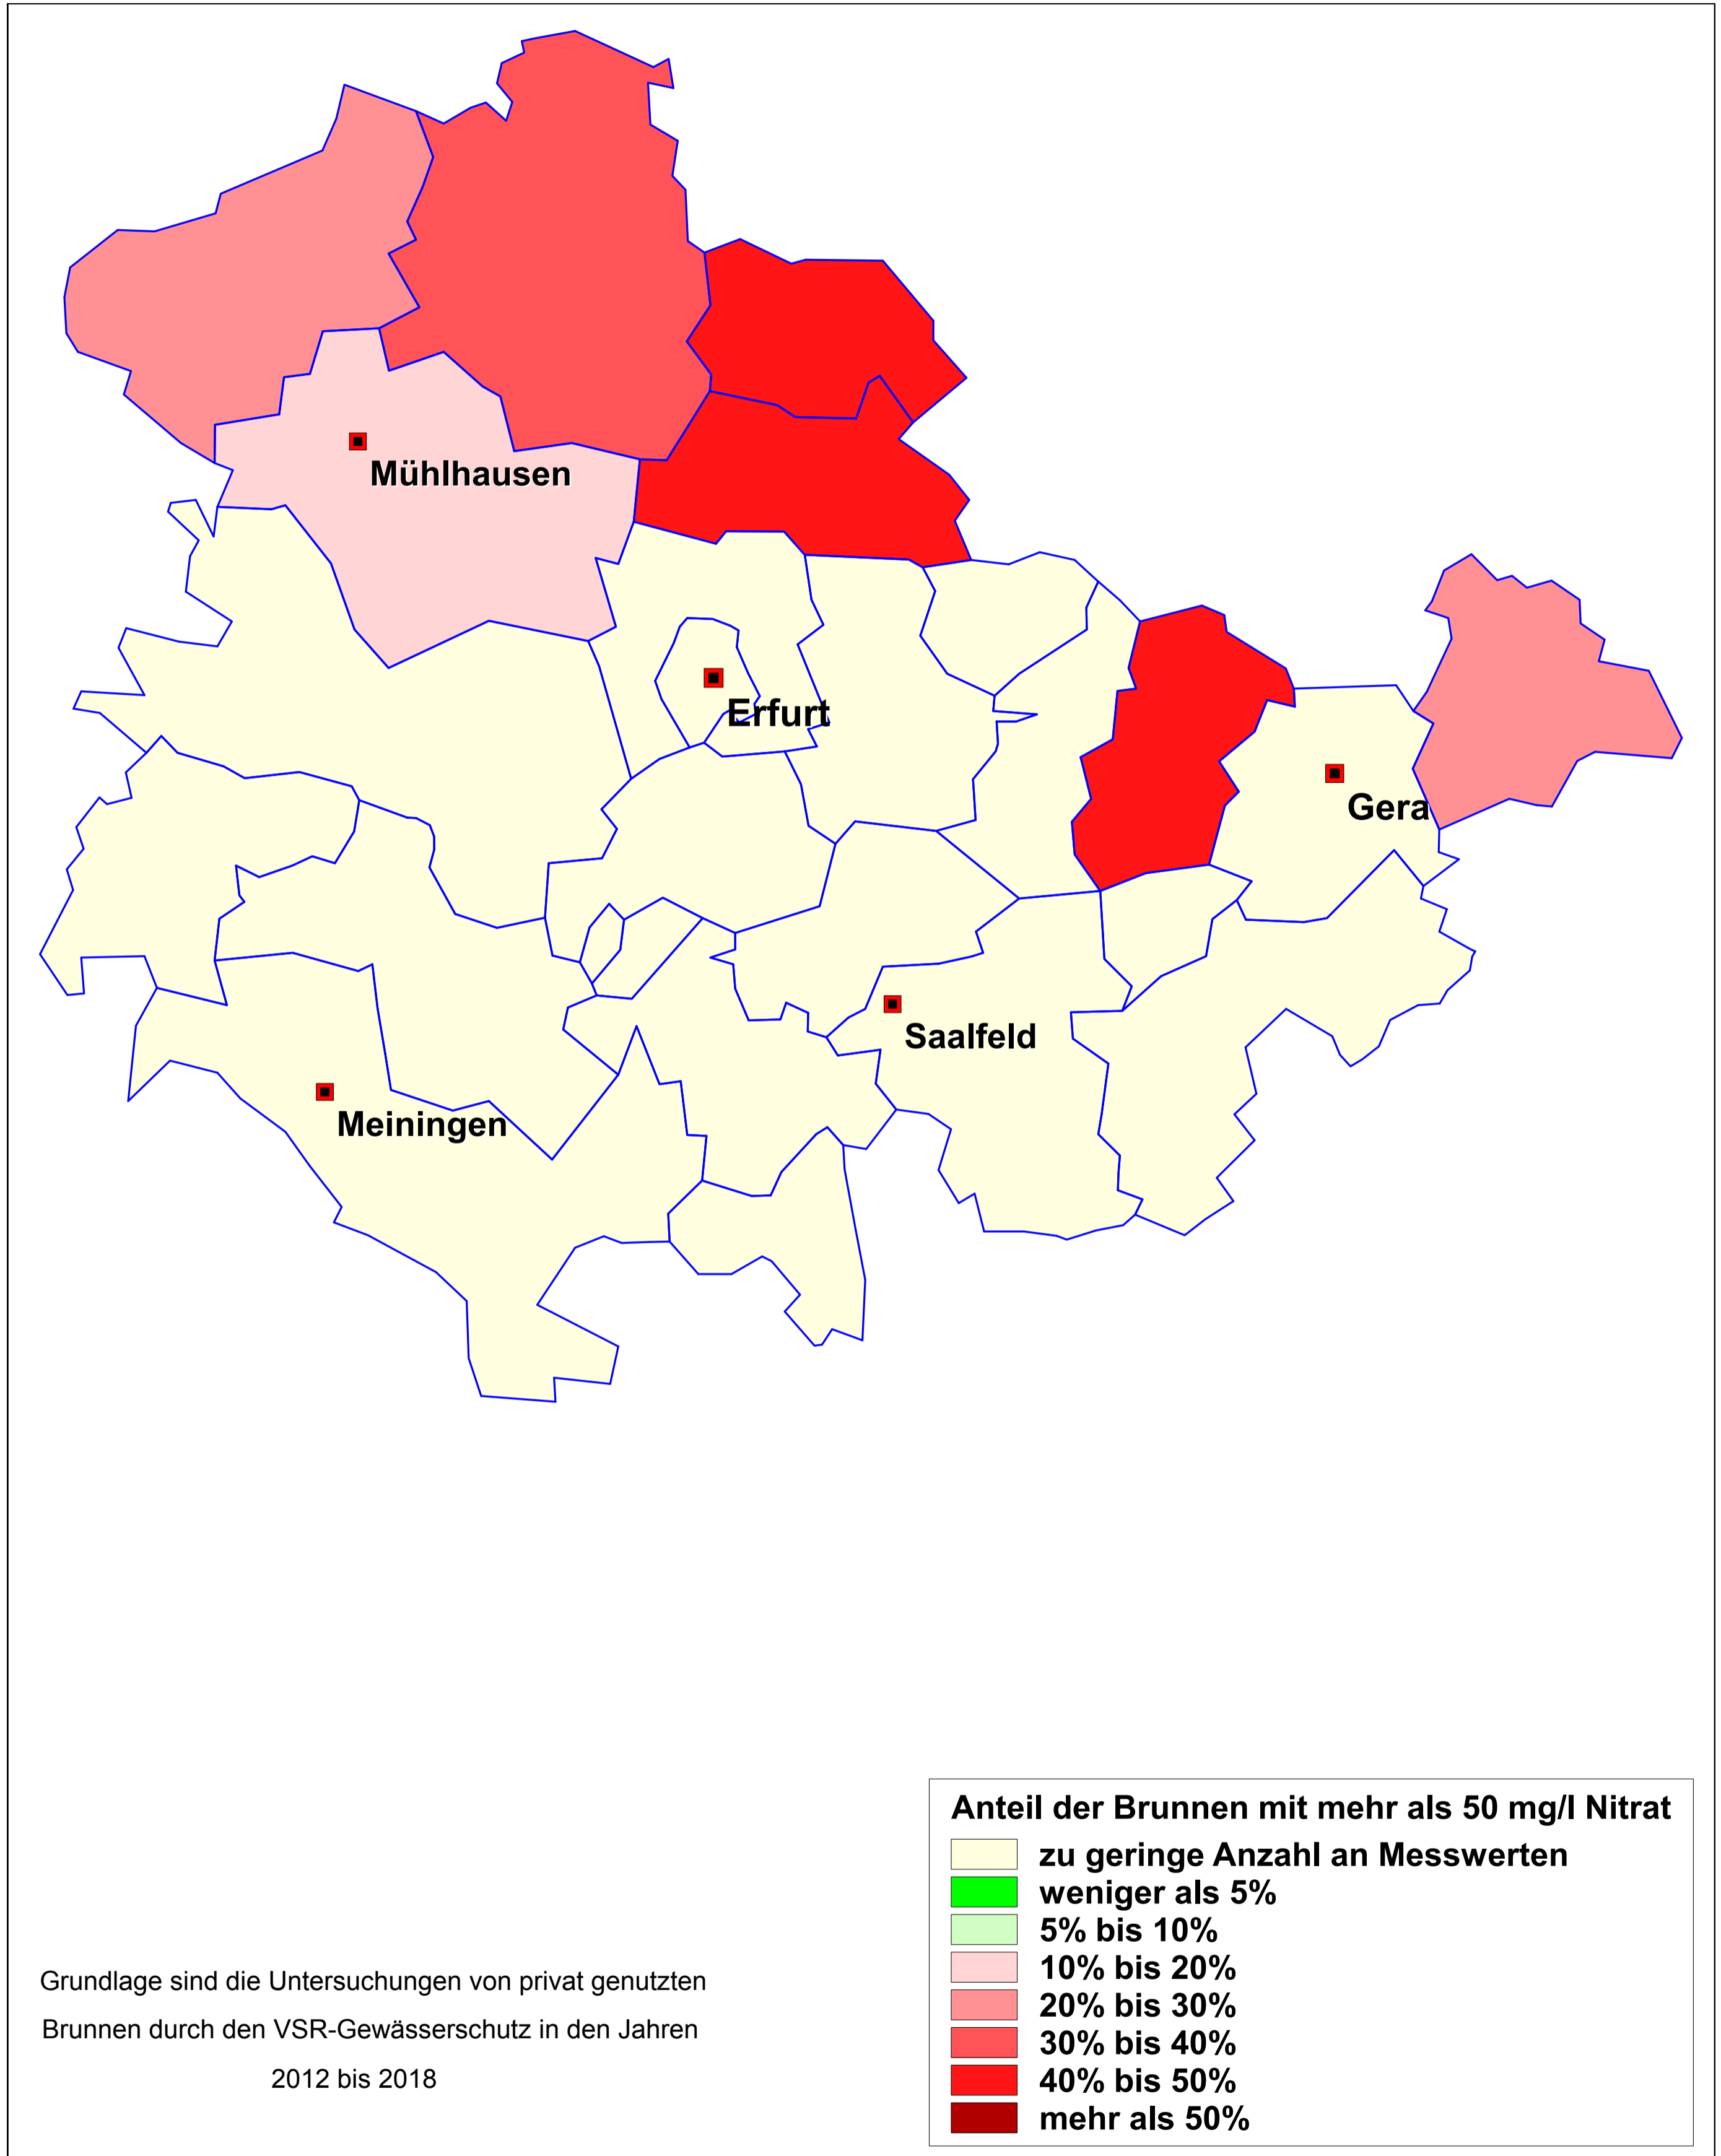 Mühlhausen
Erfurt
Gera
Saalfeld
Meiningen
Anteil der Brunnen mit mehr als 50 mg/l Nitrat
zu geringe Anzahl an Messwerten
weniger als 5%
5% bis 10%
10% bis 20%
20% bis 30%
30% bis 40%
40% bis 50%
mehr als 50%
Grundlage sind die Untersuchungen von privat genutzten
Brunnen durch den VSR-Gewässerschutz in den Jahren
2012 bis 2018